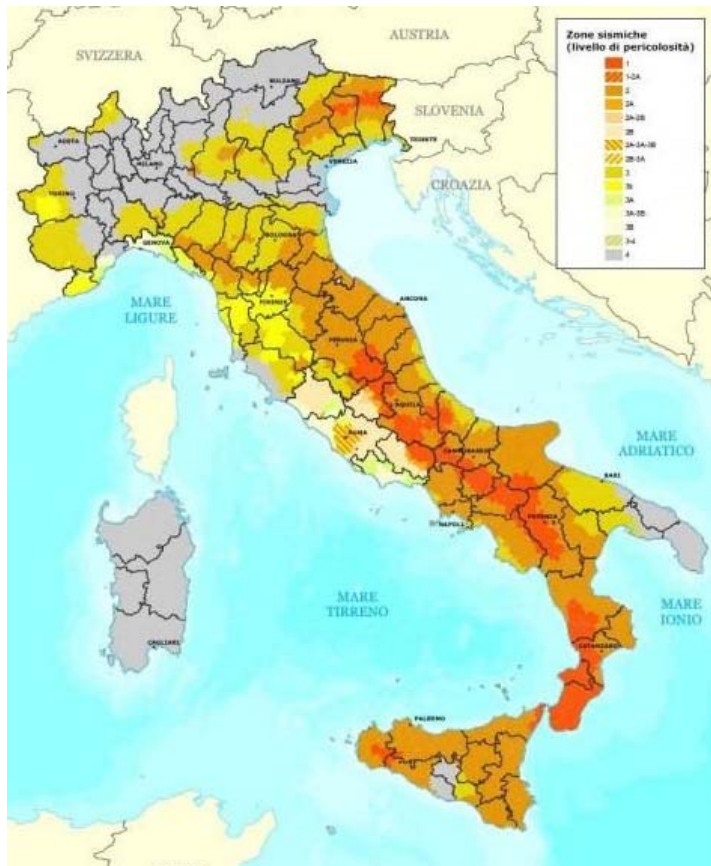 AUSTRIA
SVIZZERA
Zone sismiche
(livello di pericolosità)
1
1-2A
2
2A
2A-2B
2B
2A-3A-3B
2B-3A
3
3A
3A-3B
3B
3-4
4
BOLZANO
SLOVENIA
AOSTA
TRIESTE
MILANO
VENEZIA
TORINO
CROAZIA
BOLOGNA
GENOVA
FIRENZE
ANCONA
MARE
LIGURE
PERUGIA
L'AQUILA
ROMA
CAMPOBASSO
MARE
ADRIATICO
BARI
NAPOLI
POTENZA
MARE
TIRRENO
MARE
IONIO
CAGLIARI
CATANZARO
PALERMO